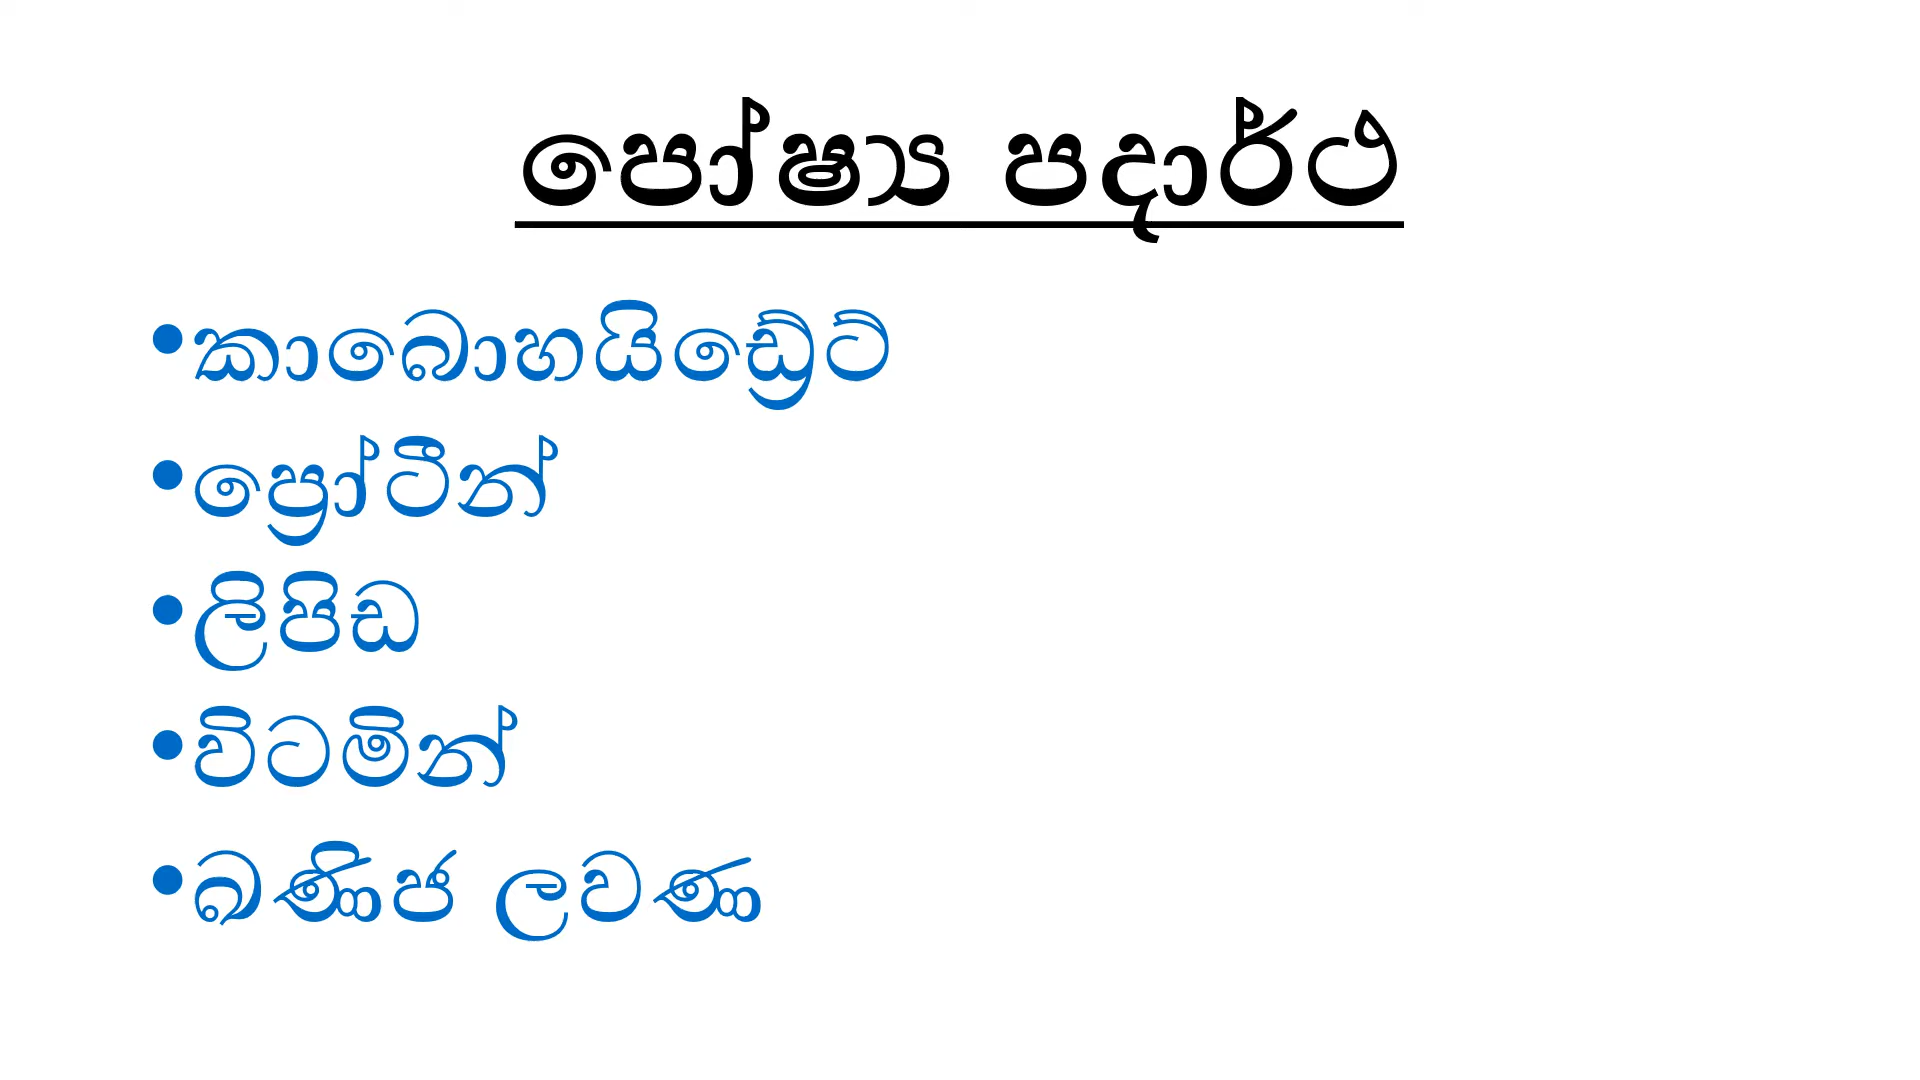 පෝෂ්‍ය පදාර්ථ
•කාබොහයිඩ්‍රේට්
•ප්‍රෝටීන්
•ලිපිඩ
•විටමින්
•ඛණිජ ලවණ